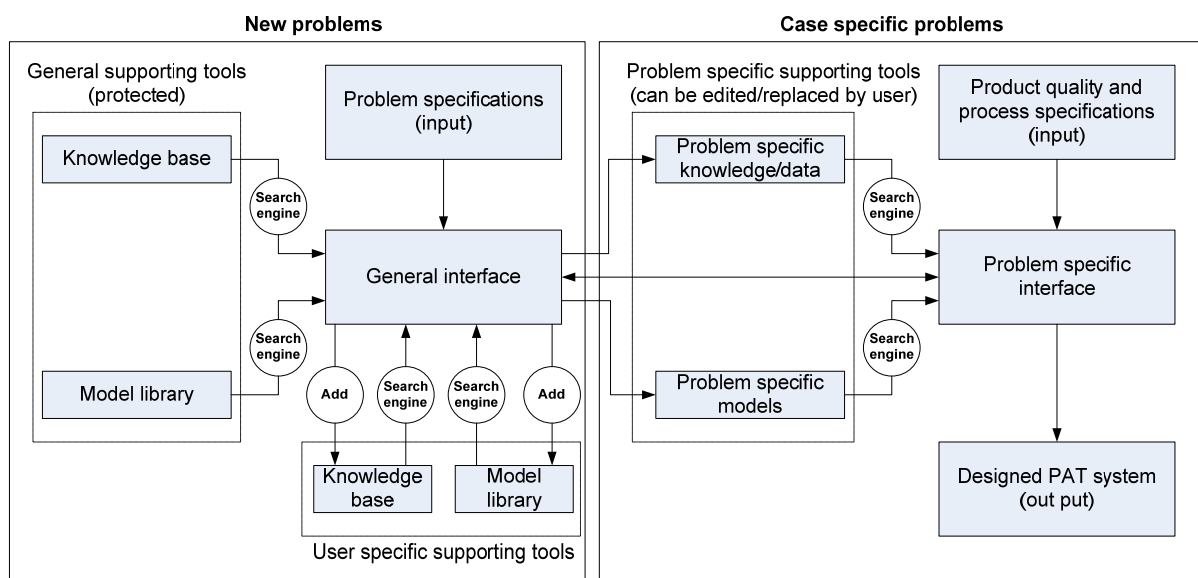 New problems
General supporting tools
(protected)
Knowledge base
Search
engine
Model library
Search
engine
Problem specifications
(input)
General interface
Add
Search
engine
Search
engine
Add
Knowledge
base
Model
library
User specific supporting tools
Case specific problems
Problem specific supporting tools
(can be edited/replaced by user)
Problem specific
knowledge/data
Search
engine
Problem specific
models
Search
engine
Product quality and
process specifications
(input)
Problem specific
interface
Designed PAT system
(out put)